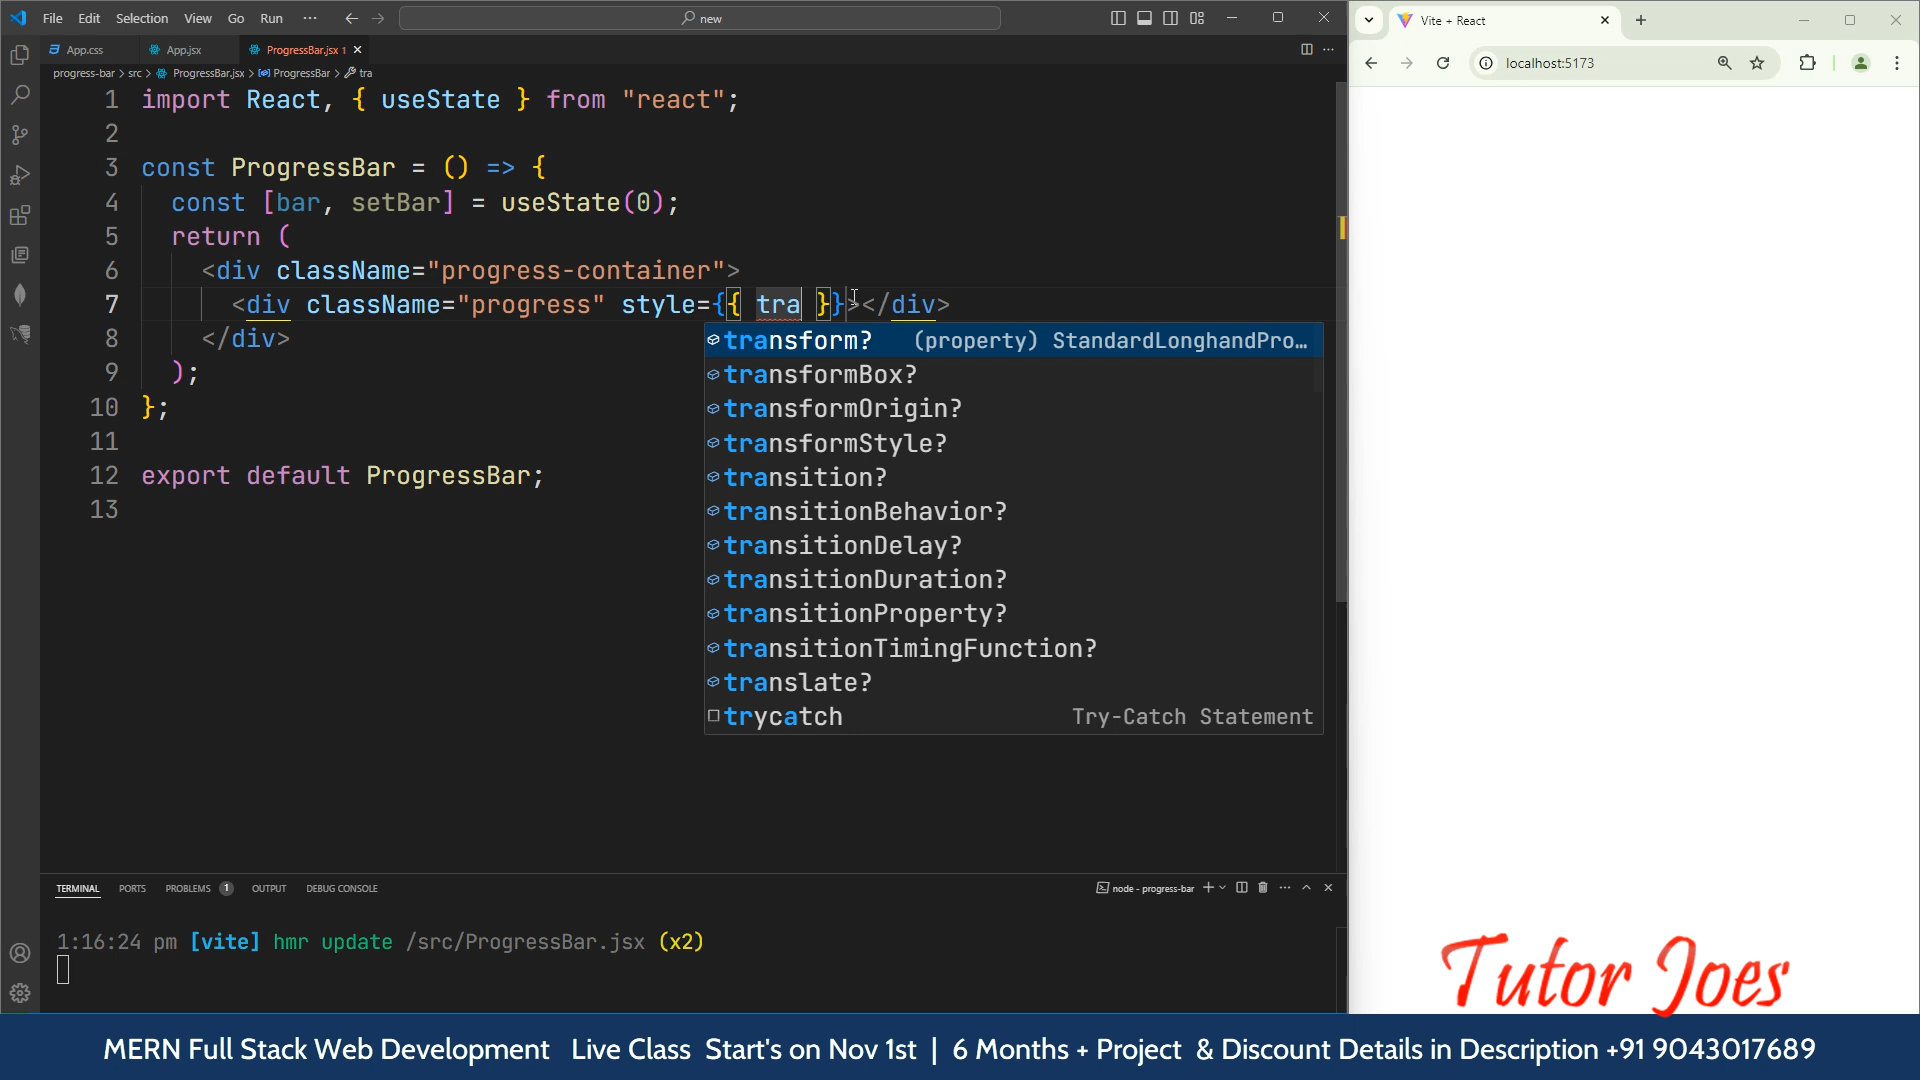 File Edit Selection View Go Run ··· new
App.css App.jsx ProgressBar.jsx 1
progress-bar > src > ProgressBar.jsx > ProgressBar > tra
1 import React, { useState } from "react";
2
3 const ProgressBar = () => {
4 const [bar, setBar] = useState(0);
5 return (
6 <div className="progress-container">
7 <div className="progress" style={{ tra }}></div>
8 </div>
9 );
10 };
11
12 export default ProgressBar;
13
transform? (property) StandardLonghandPro…
transformBox?
transformOrigin?
transformStyle?
transition?
transitionBehavior?
transitionDelay?
transitionDuration?
transitionProperty?
transitionTimingFunction?
translate?
trycatch Try-Catch Statement
TERMINAL PORTS PROBLEMS 1 OUTPUT DEBUG CONSOLE node - progress-bar
1:16:24 pm [vite] hmr update /src/ProgressBar.jsx (x2)
Vite + React
localhost:5173
Tutor Joes
MERN Full Stack Web Development Live Class Start's on Nov 1st | 6 Months + Project & Discount Details in Description +91 9043017689